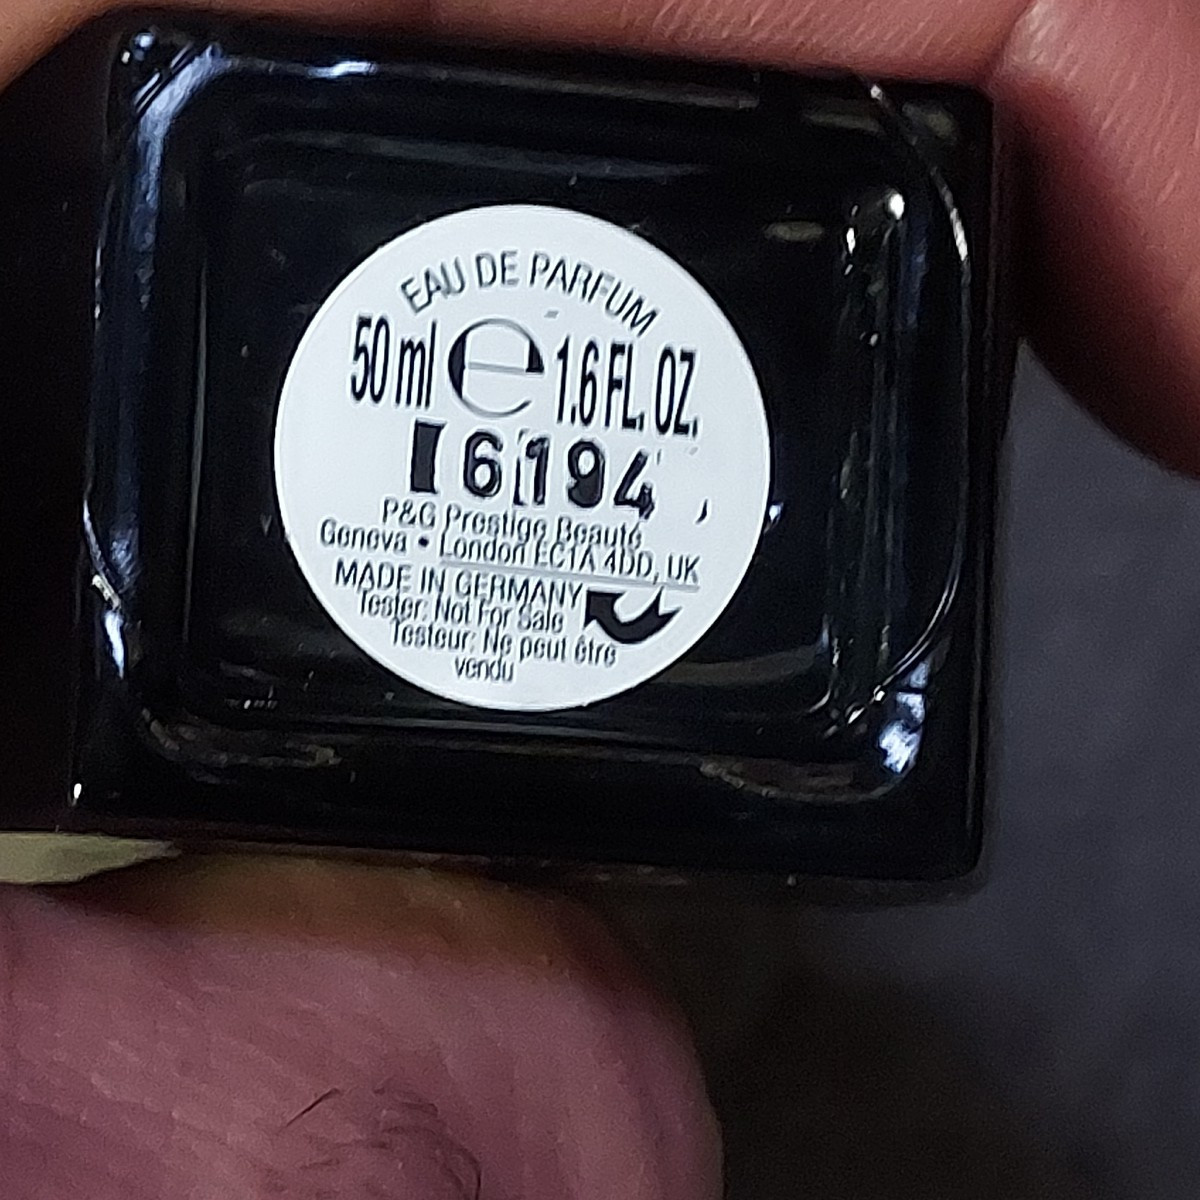 EAU DE PARFUM
50 ml e 1.6 FL. OZ.
6194
P&G Prestige Beauté
Geneva • London EC1A 4DD, UK
MADE IN GERMANY
Tester: Not For Sale
Testeur: Ne peut être
vendu